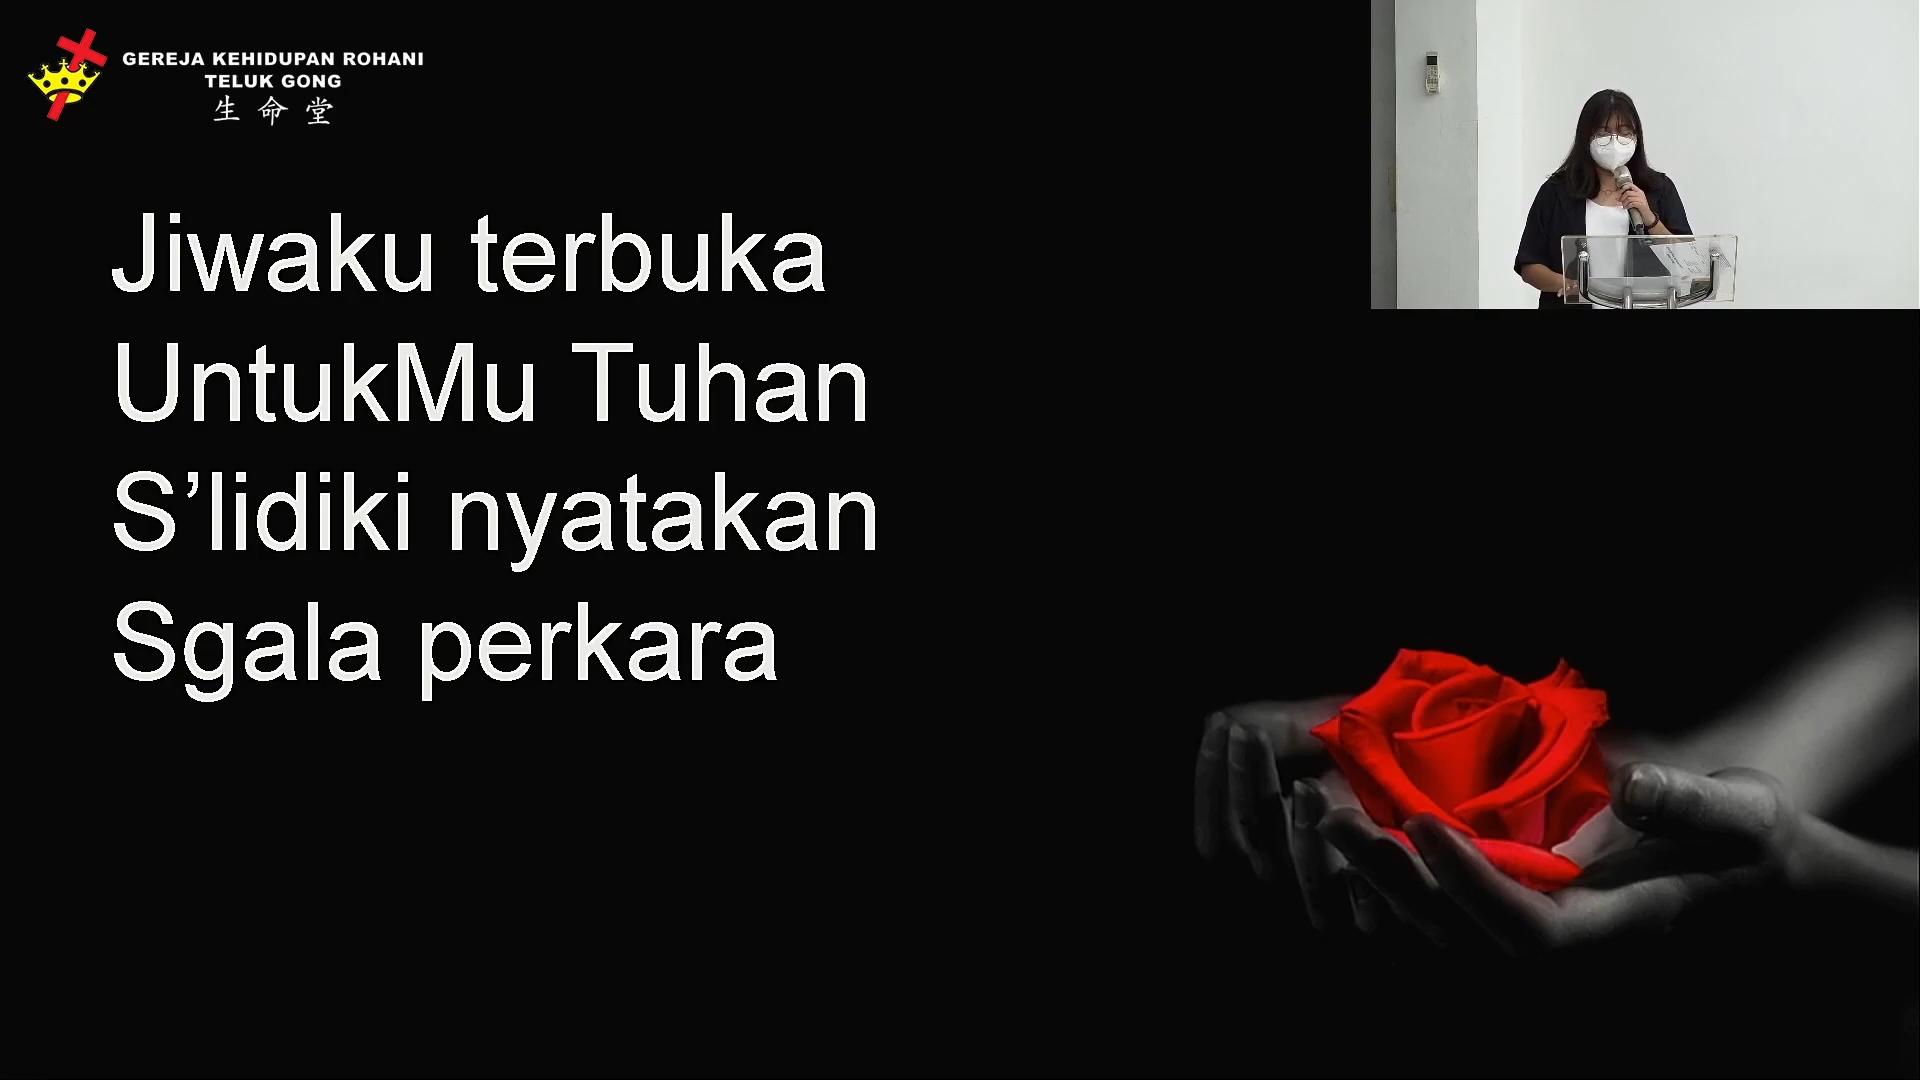 GEREJA KEHIDUPAN ROHANI
TELUK GONG
生命堂
Jiwaku terbuka
UntukMu Tuhan
S’lidiki nyatakan
Sgala perkara